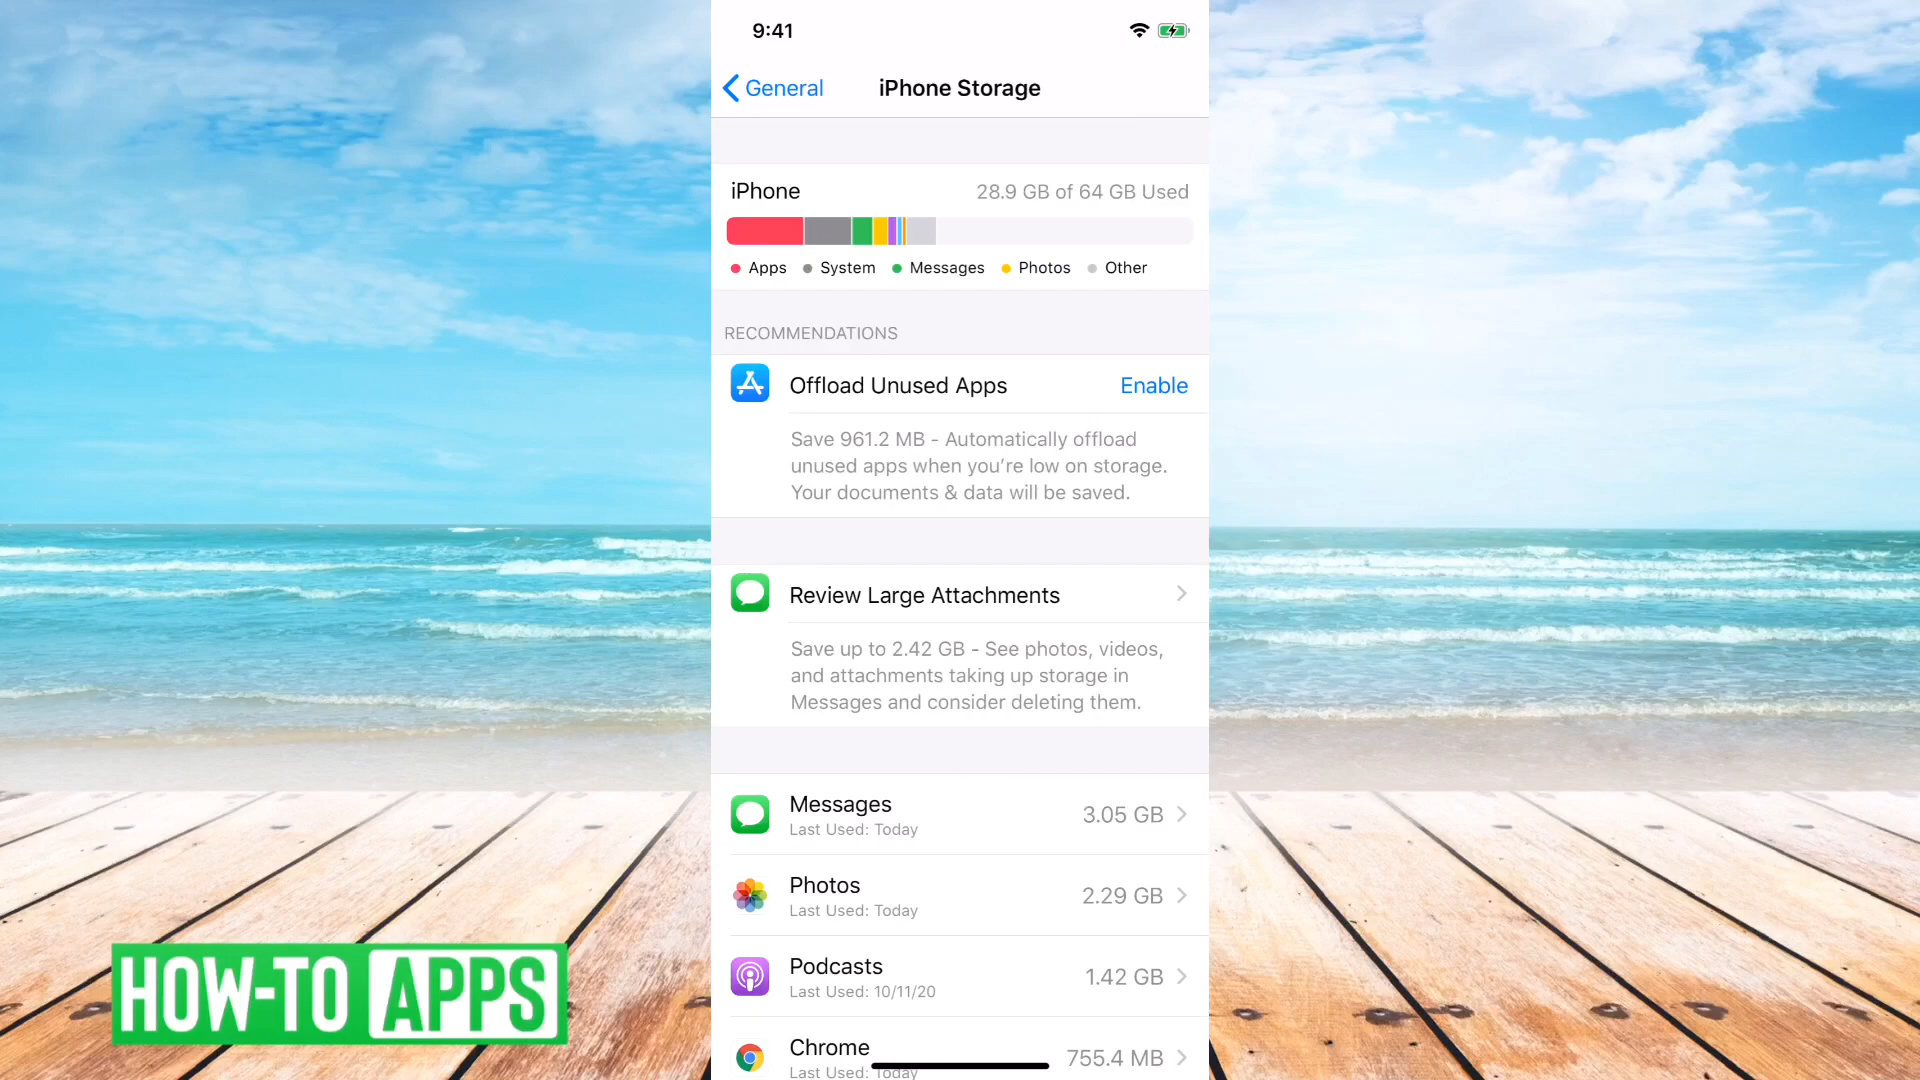 9:41
General
iPhone Storage
iPhone
28.9 GB of 64 GB Used
Apps System Messages Photos Other
RECOMMENDATIONS
Offload Unused Apps
Enable
Save 961.2 MB - Automatically offload
unused apps when you’re low on storage.
Your documents & data will be saved.
Review Large Attachments
Save up to 2.42 GB - See photos, videos,
and attachments taking up storage in
Messages and consider deleting them.
Messages
Last Used: Today
3.05 GB
Photos
Last Used: Today
2.29 GB
Podcasts
Last Used: 10/11/20
1.42 GB
Chrome
Last Used: Today
755.4 MB
HOW-TO APPS